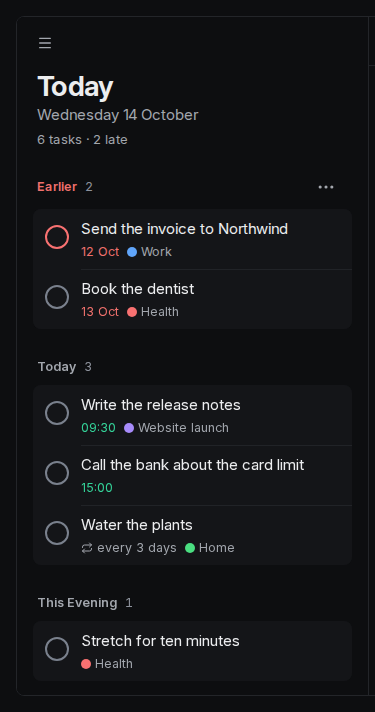 Today
Wednesday 14 October
6 tasks · 2 late
Earlier 2
Send the invoice to Northwind
12 Oct Work
Book the dentist
13 Oct Health
Today 3
Write the release notes
09:30 Website launch
Call the bank about the card limit
15:00
Water the plants
every 3 days Home
This Evening 1
Stretch for ten minutes
Health